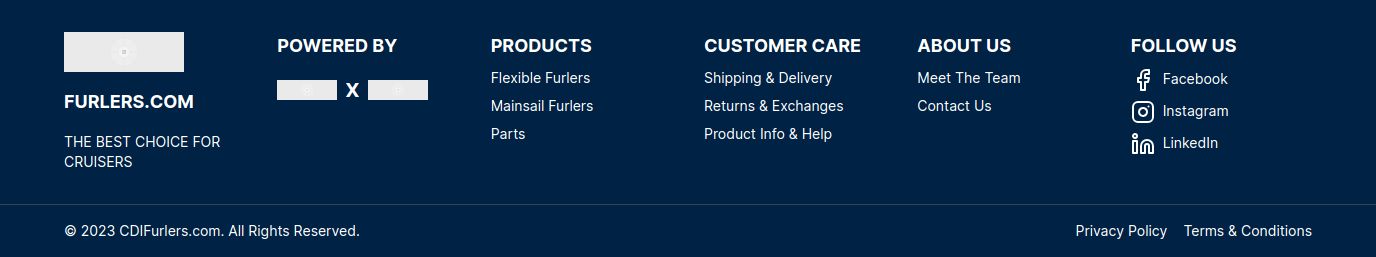 FURLERS.COM
THE BEST CHOICE FOR
CRUISERS
POWERED BY
X
PRODUCTS
Flexible Furlers
Mainsail Furlers
Parts
CUSTOMER CARE
Shipping & Delivery
Returns & Exchanges
Product Info & Help
ABOUT US
Meet The Team
Contact Us
FOLLOW US
Facebook
Instagram
LinkedIn
© 2023 CDIFurlers.com. All Rights Reserved.
Privacy Policy
Terms & Conditions